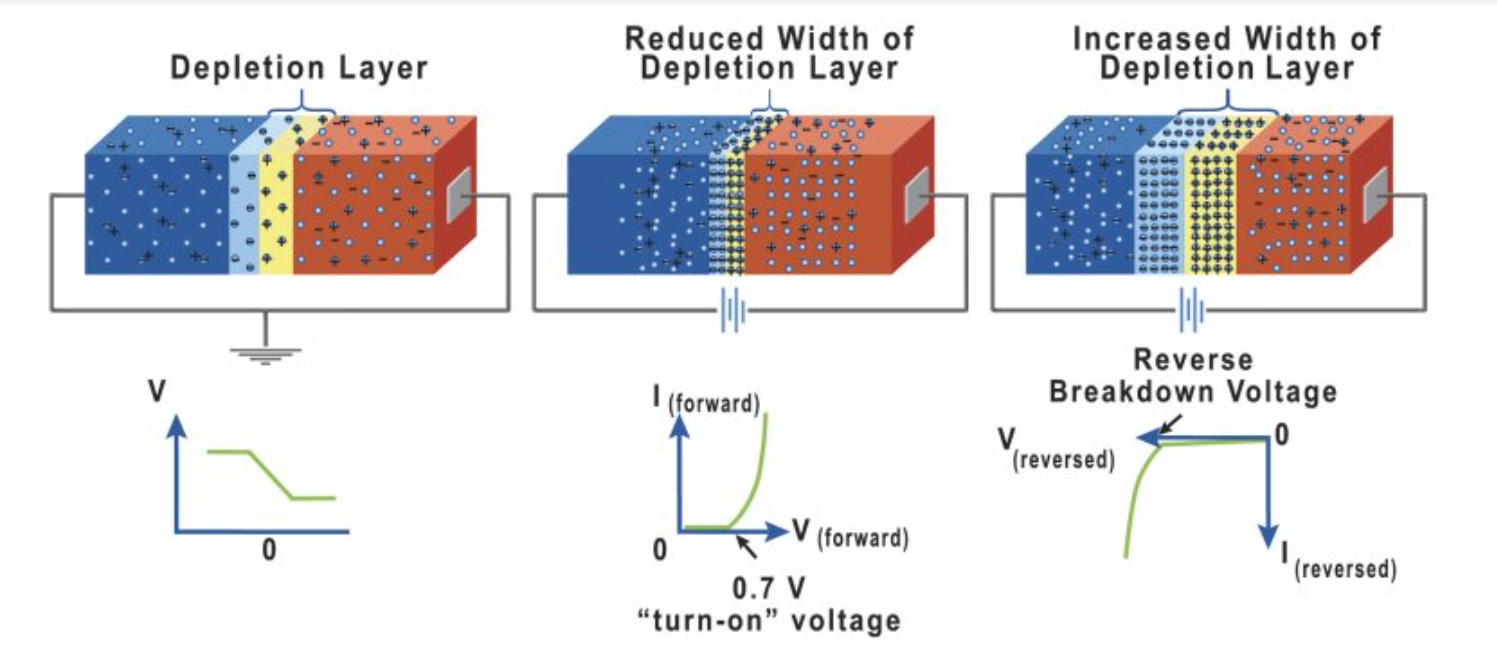 Depletion Layer
Reduced Width of
Depletion Layer
Increased Width of
Depletion Layer
V
0
I (forward)
V (forward)
0
0.7 V
“turn-on” voltage
Reverse
Breakdown Voltage
V (reversed)
0
I (reversed)